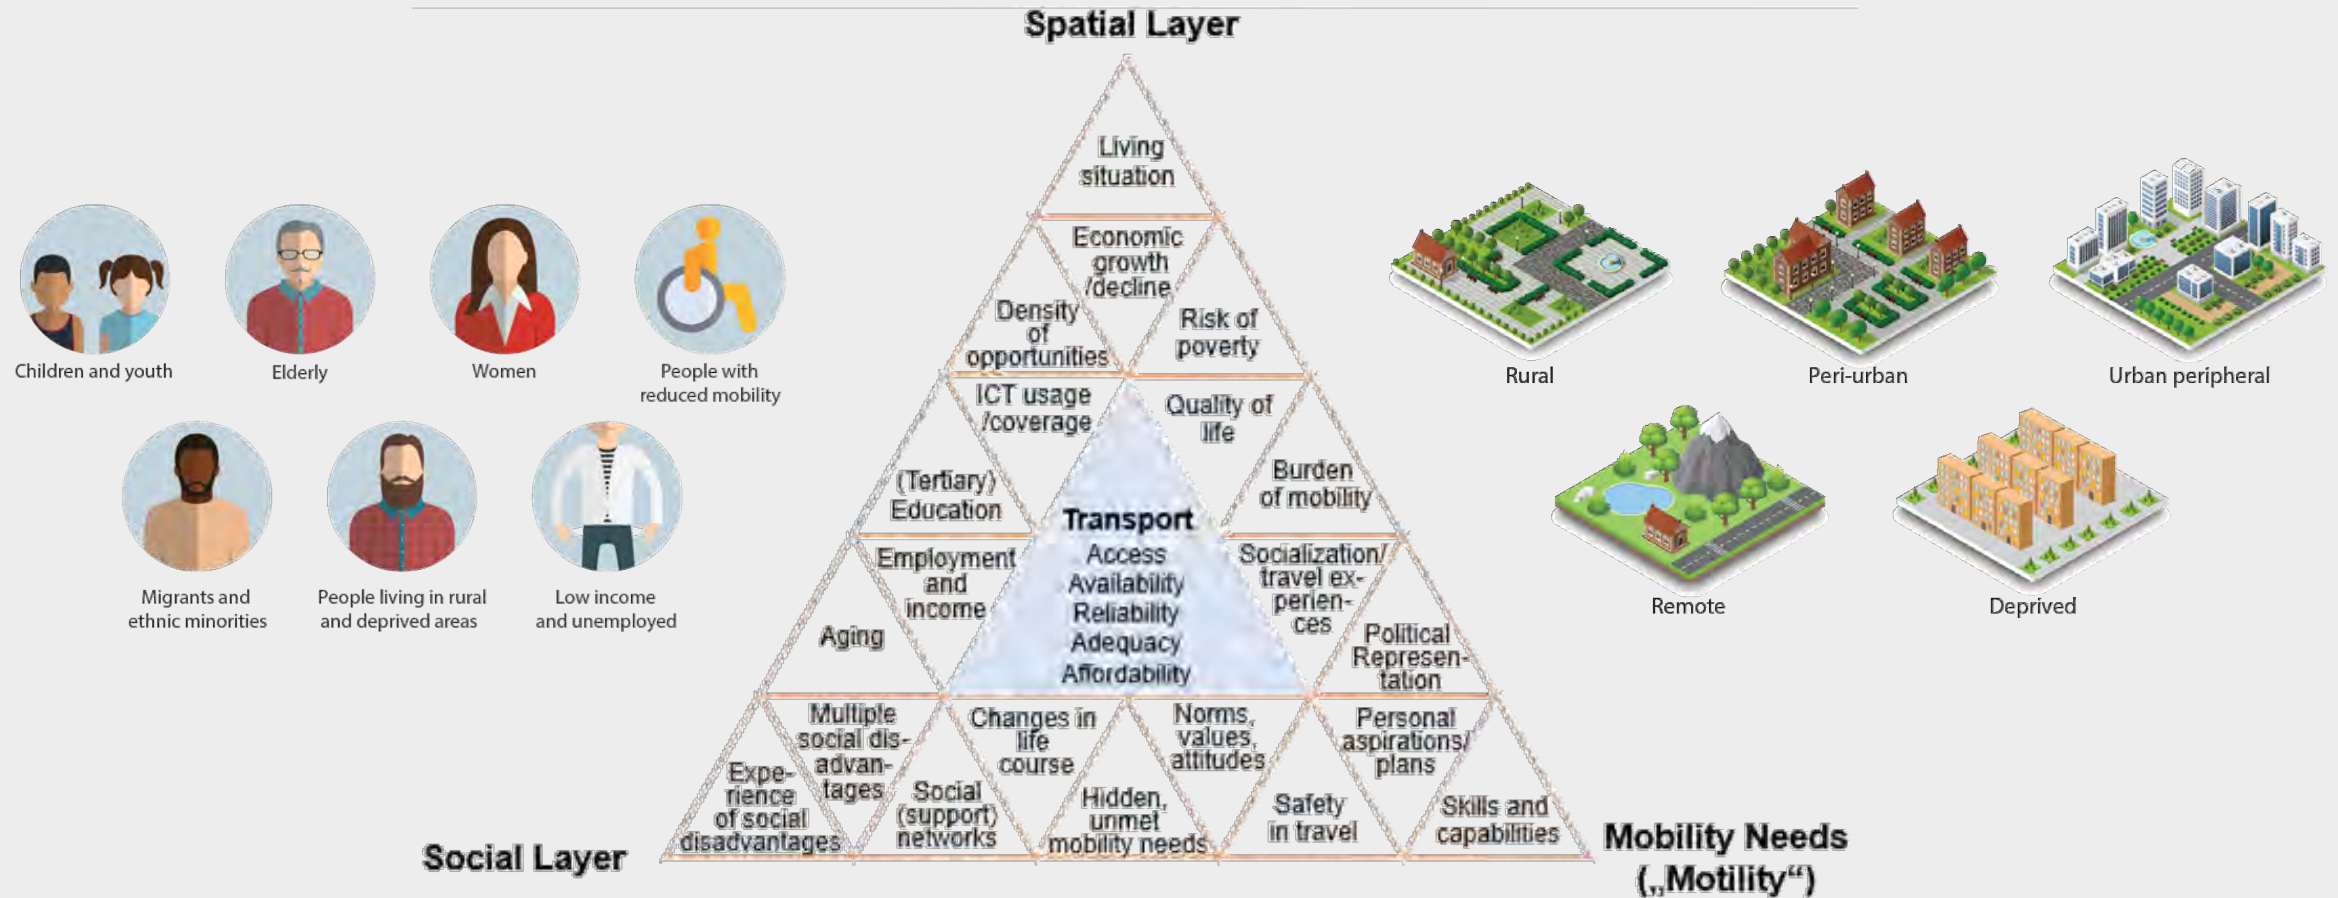 Spatial Layer
Living
situation
Economic
growth
/decline
Density
of
opportunities
Risk of
poverty
ICT usage
/coverage
Quality of
life
(Tertiary)
Education
Burden
of mobility
Transport
Access
Availability
Reliability
Adequacy
Affordability
Employment
and
income
Socialization/
travel ex-
perien-
ces
Aging
Political
Represen-
tation
Multiple
social dis-
advan-
tages
Changes in
life
course
Norms,
values,
attitudes
Personal
aspirations/
plans
Expe-
rience
of social
disadvantages
Social
(support)
networks
Hidden,
unmet
mobility needs
Safety
in travel
Skills and
capabilities
Social Layer
Mobility Needs
(„Motility“)
Children and youth
Elderly
Women
People with
reduced mobility
Migrants and
ethnic minorities
People living in rural
and deprived areas
Low income
and unemployed
Rural
Peri-urban
Urban peripheral
Remote
Deprived